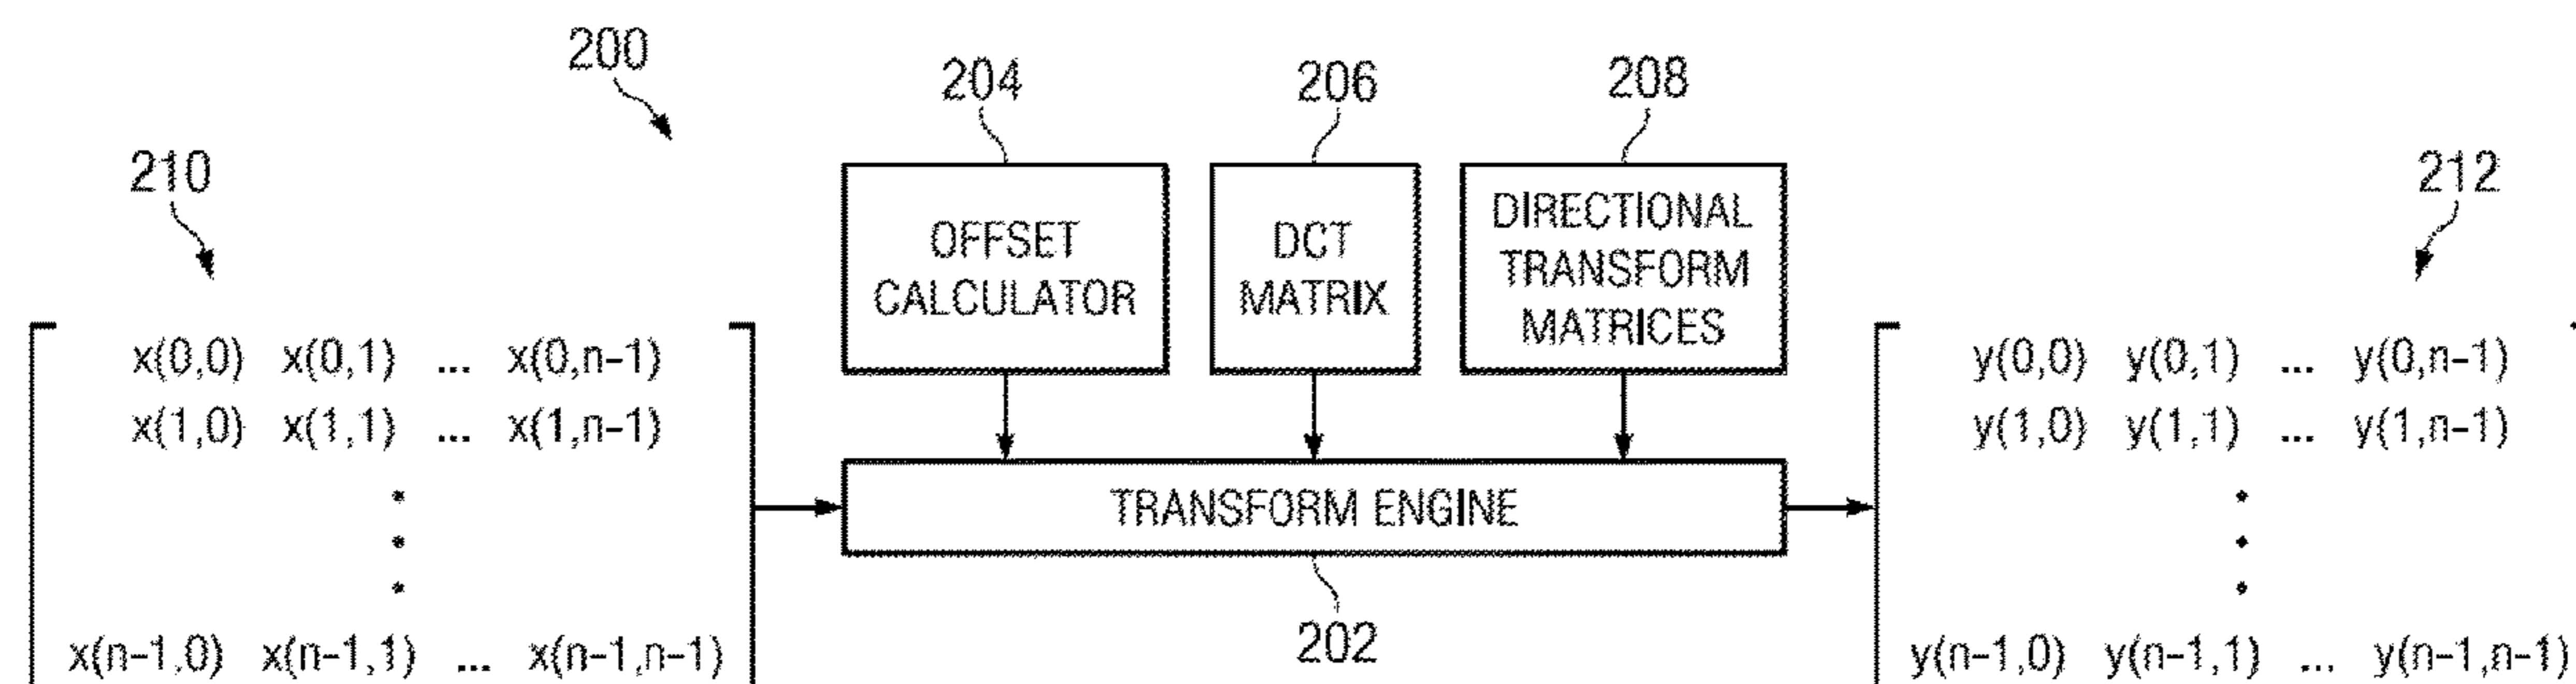 200
204
206
208
210
212
OFFSET
CALCULATOR
DCT
MATRIX
DIRECTIONAL
TRANSFORM
MATRICES
x(0,0) x(0,1) ... x(0,n-1)
x(1,0) x(1,1) ... x(1,n-1)
x(n-1,0) x(n-1,1) ... x(n-1,n-1)
TRANSFORM ENGINE
202
y(0,0) y(0,1) ... y(0,n-1)
y(1,0) y(1,1) ... y(1,n-1)
y(n-1,0) y(n-1,1) ... y(n-1,n-1)